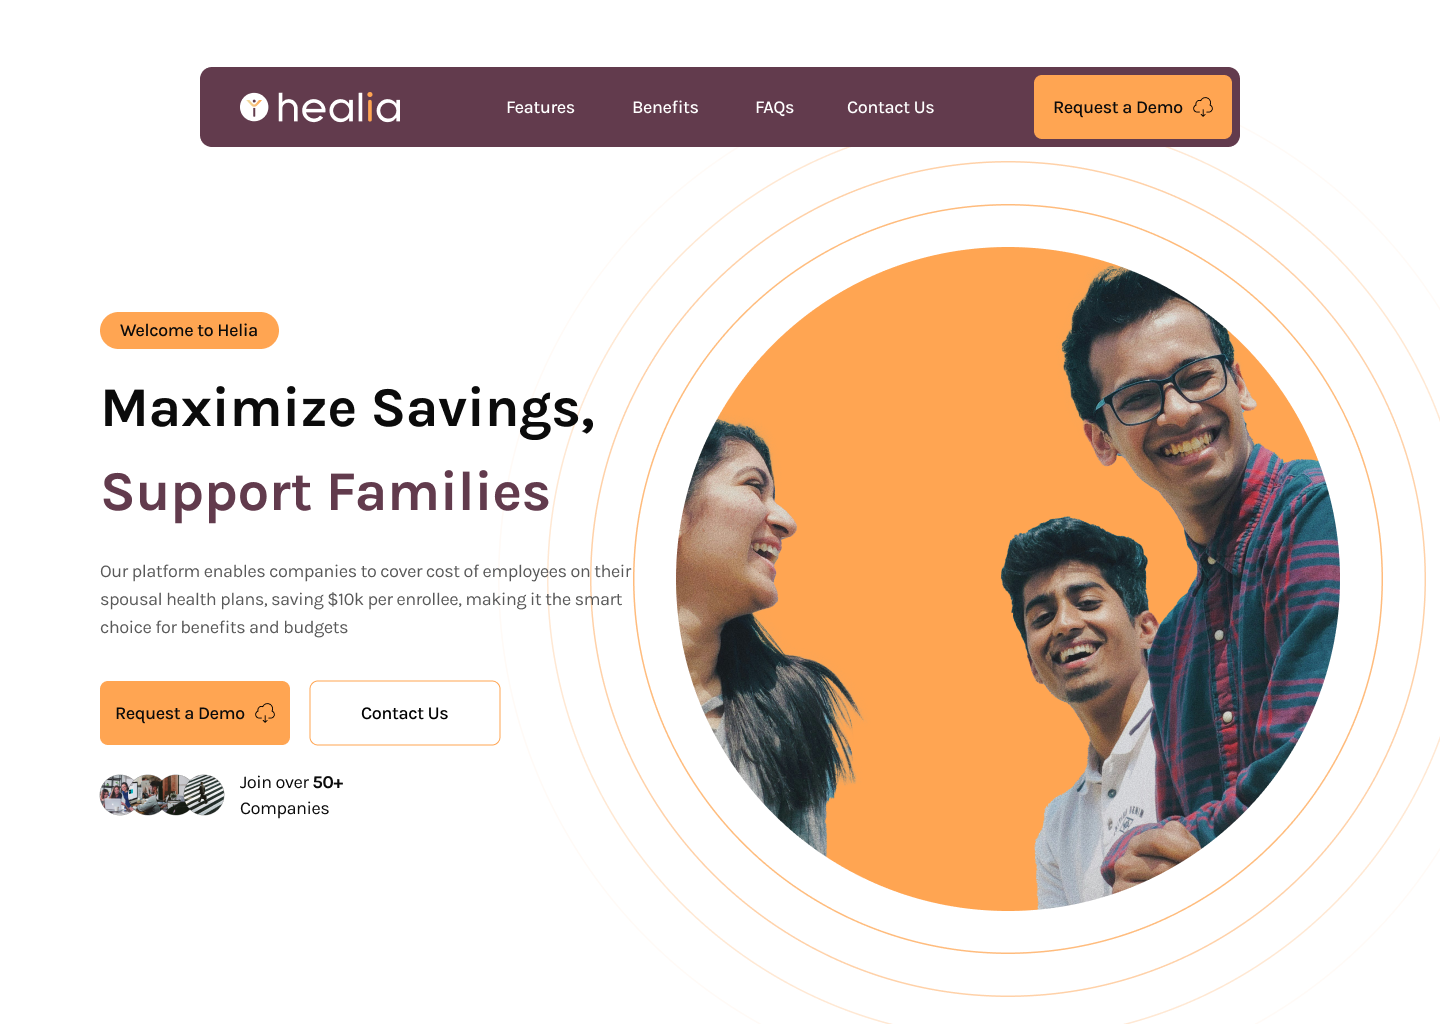 healia
Features
Benefits
FAQs
Contact Us
Request a Demo
Welcome to Helia
Maximize Savings,
Support Families
Our platform enables companies to cover cost of employees on their
spousal health plans, saving $10k per enrollee, making it the smart
choice for benefits and budgets
Request a Demo
Contact Us
Join over 50+
Companies